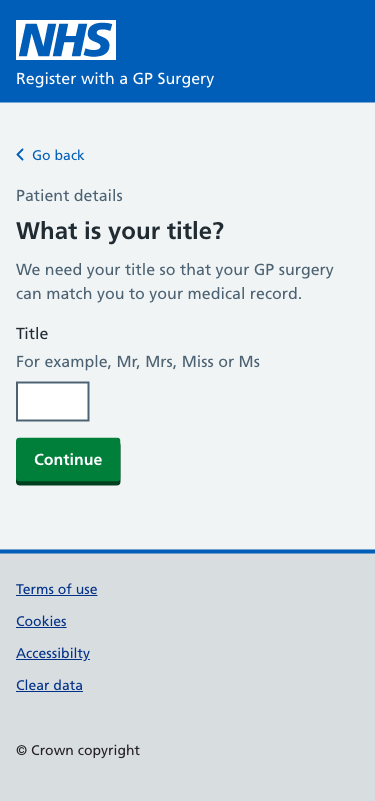 NHS
Register with a GP Surgery
Go back
Patient details
What is your title?
We need your title so that your GP surgery
can match you to your medical record.
Title
For example, Mr, Mrs, Miss or Ms
Continue
Terms of use
Cookies
Accessibilty
Clear data
© Crown copyright